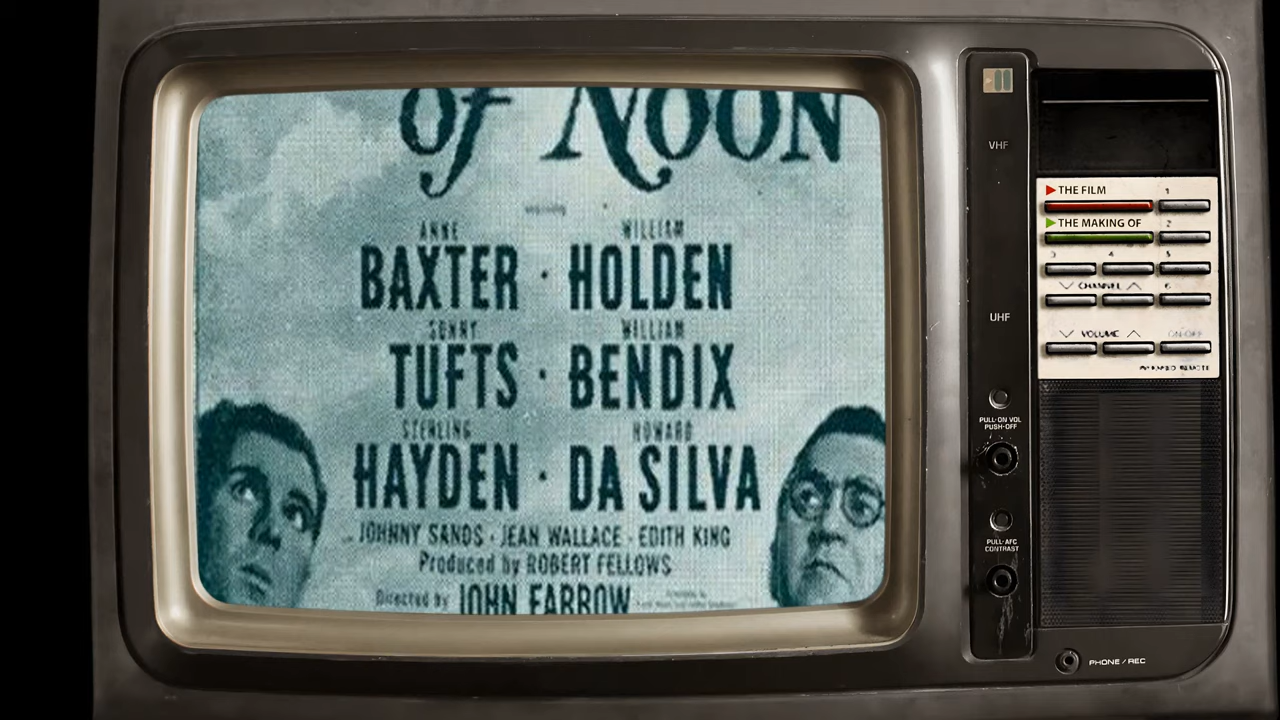 of NOON
ANNE WILLIAM
BAXTER · HOLDEN
SONNY WILLIAM
TUFTS · BENDIX
STERLING HOWARD
HAYDEN · DA SILVA
JOHNNY SANDS · JEAN WALLACE · EDITH KING
Produced by ROBERT FELLOWS
Directed by JOHN FARROW
VHF
UHF
PULL-ON VOL
PUSH-OFF
PULL-AFC
CONTRAST
THE FILM 1
THE MAKING OF 2
3 4 5
CHANNEL 6
VOLUME ON-OFF
PHONE / REC